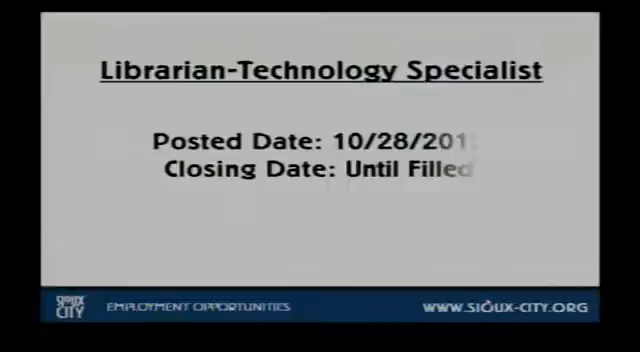 Librarian-Technology Specialist
Posted Date: 10/28/201
Closing Date: Until Filled
SIOUX
CITY
EMPLOYMENT OPPORTUNITIES
WWW.SIOUX-CITY.ORG